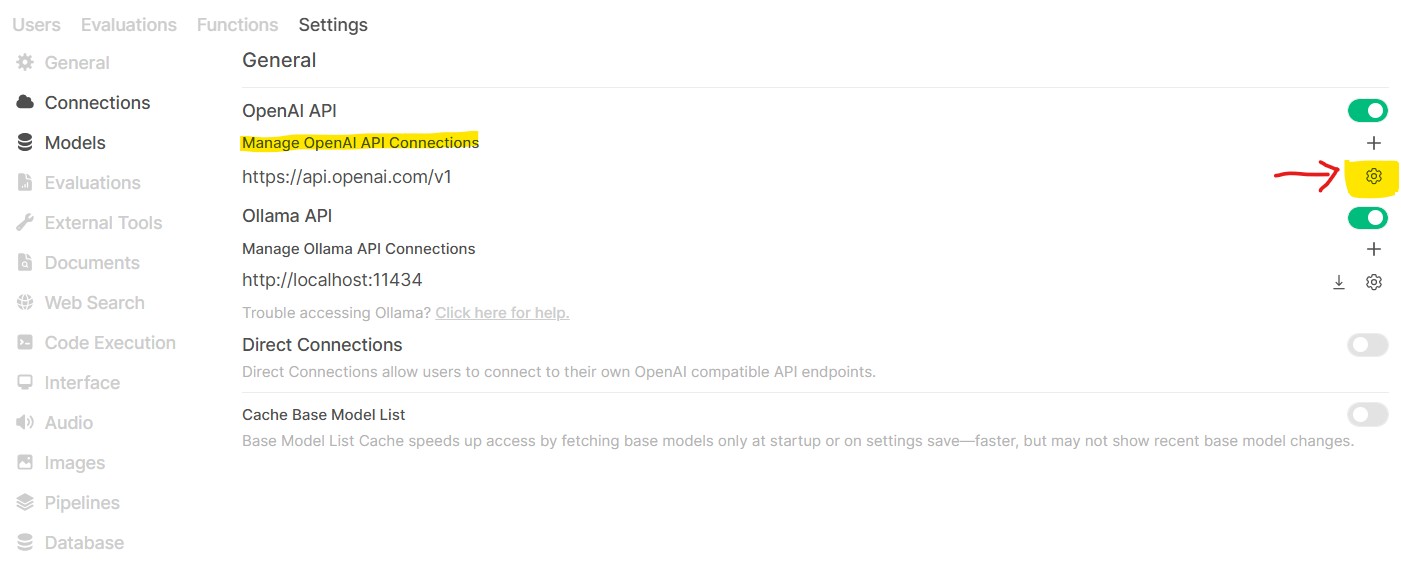 Users Evaluations Functions Settings
General
Connections
Models
Evaluations
External Tools
Documents
Web Search
Code Execution
Interface
Audio
Images
Pipelines
Database
General
OpenAI API
Manage OpenAI API Connections
https://api.openai.com/v1
Ollama API
Manage Ollama API Connections
http://localhost:11434
Trouble accessing Ollama? Click here for help.
Direct Connections
Direct Connections allow users to connect to their own OpenAI compatible API endpoints.
Cache Base Model List
Base Model List Cache speeds up access by fetching base models only at startup or on settings save—faster, but may not show recent base model changes.